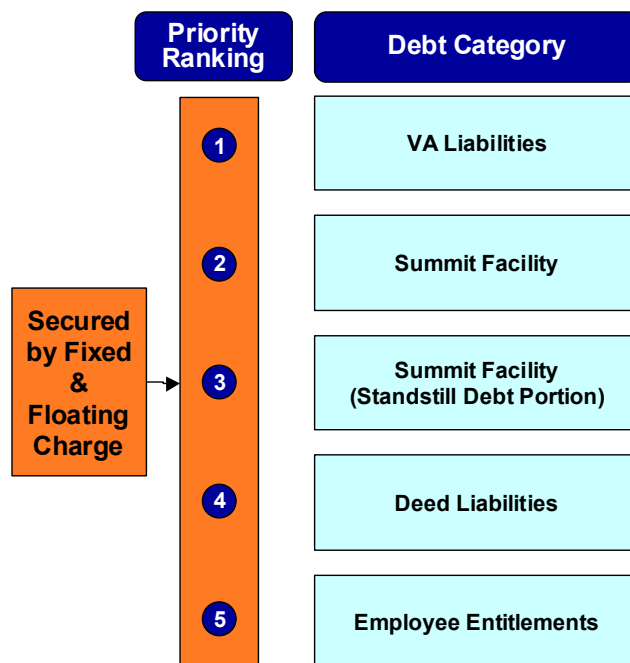 Priority
Ranking
Debt Category
1
VA Liabilities
2
Summit Facility
Secured
by Fixed
&
Floating
Charge
3
Summit Facility
(Standstill Debt Portion)
4
Deed Liabilities
5
Employee Entitlements